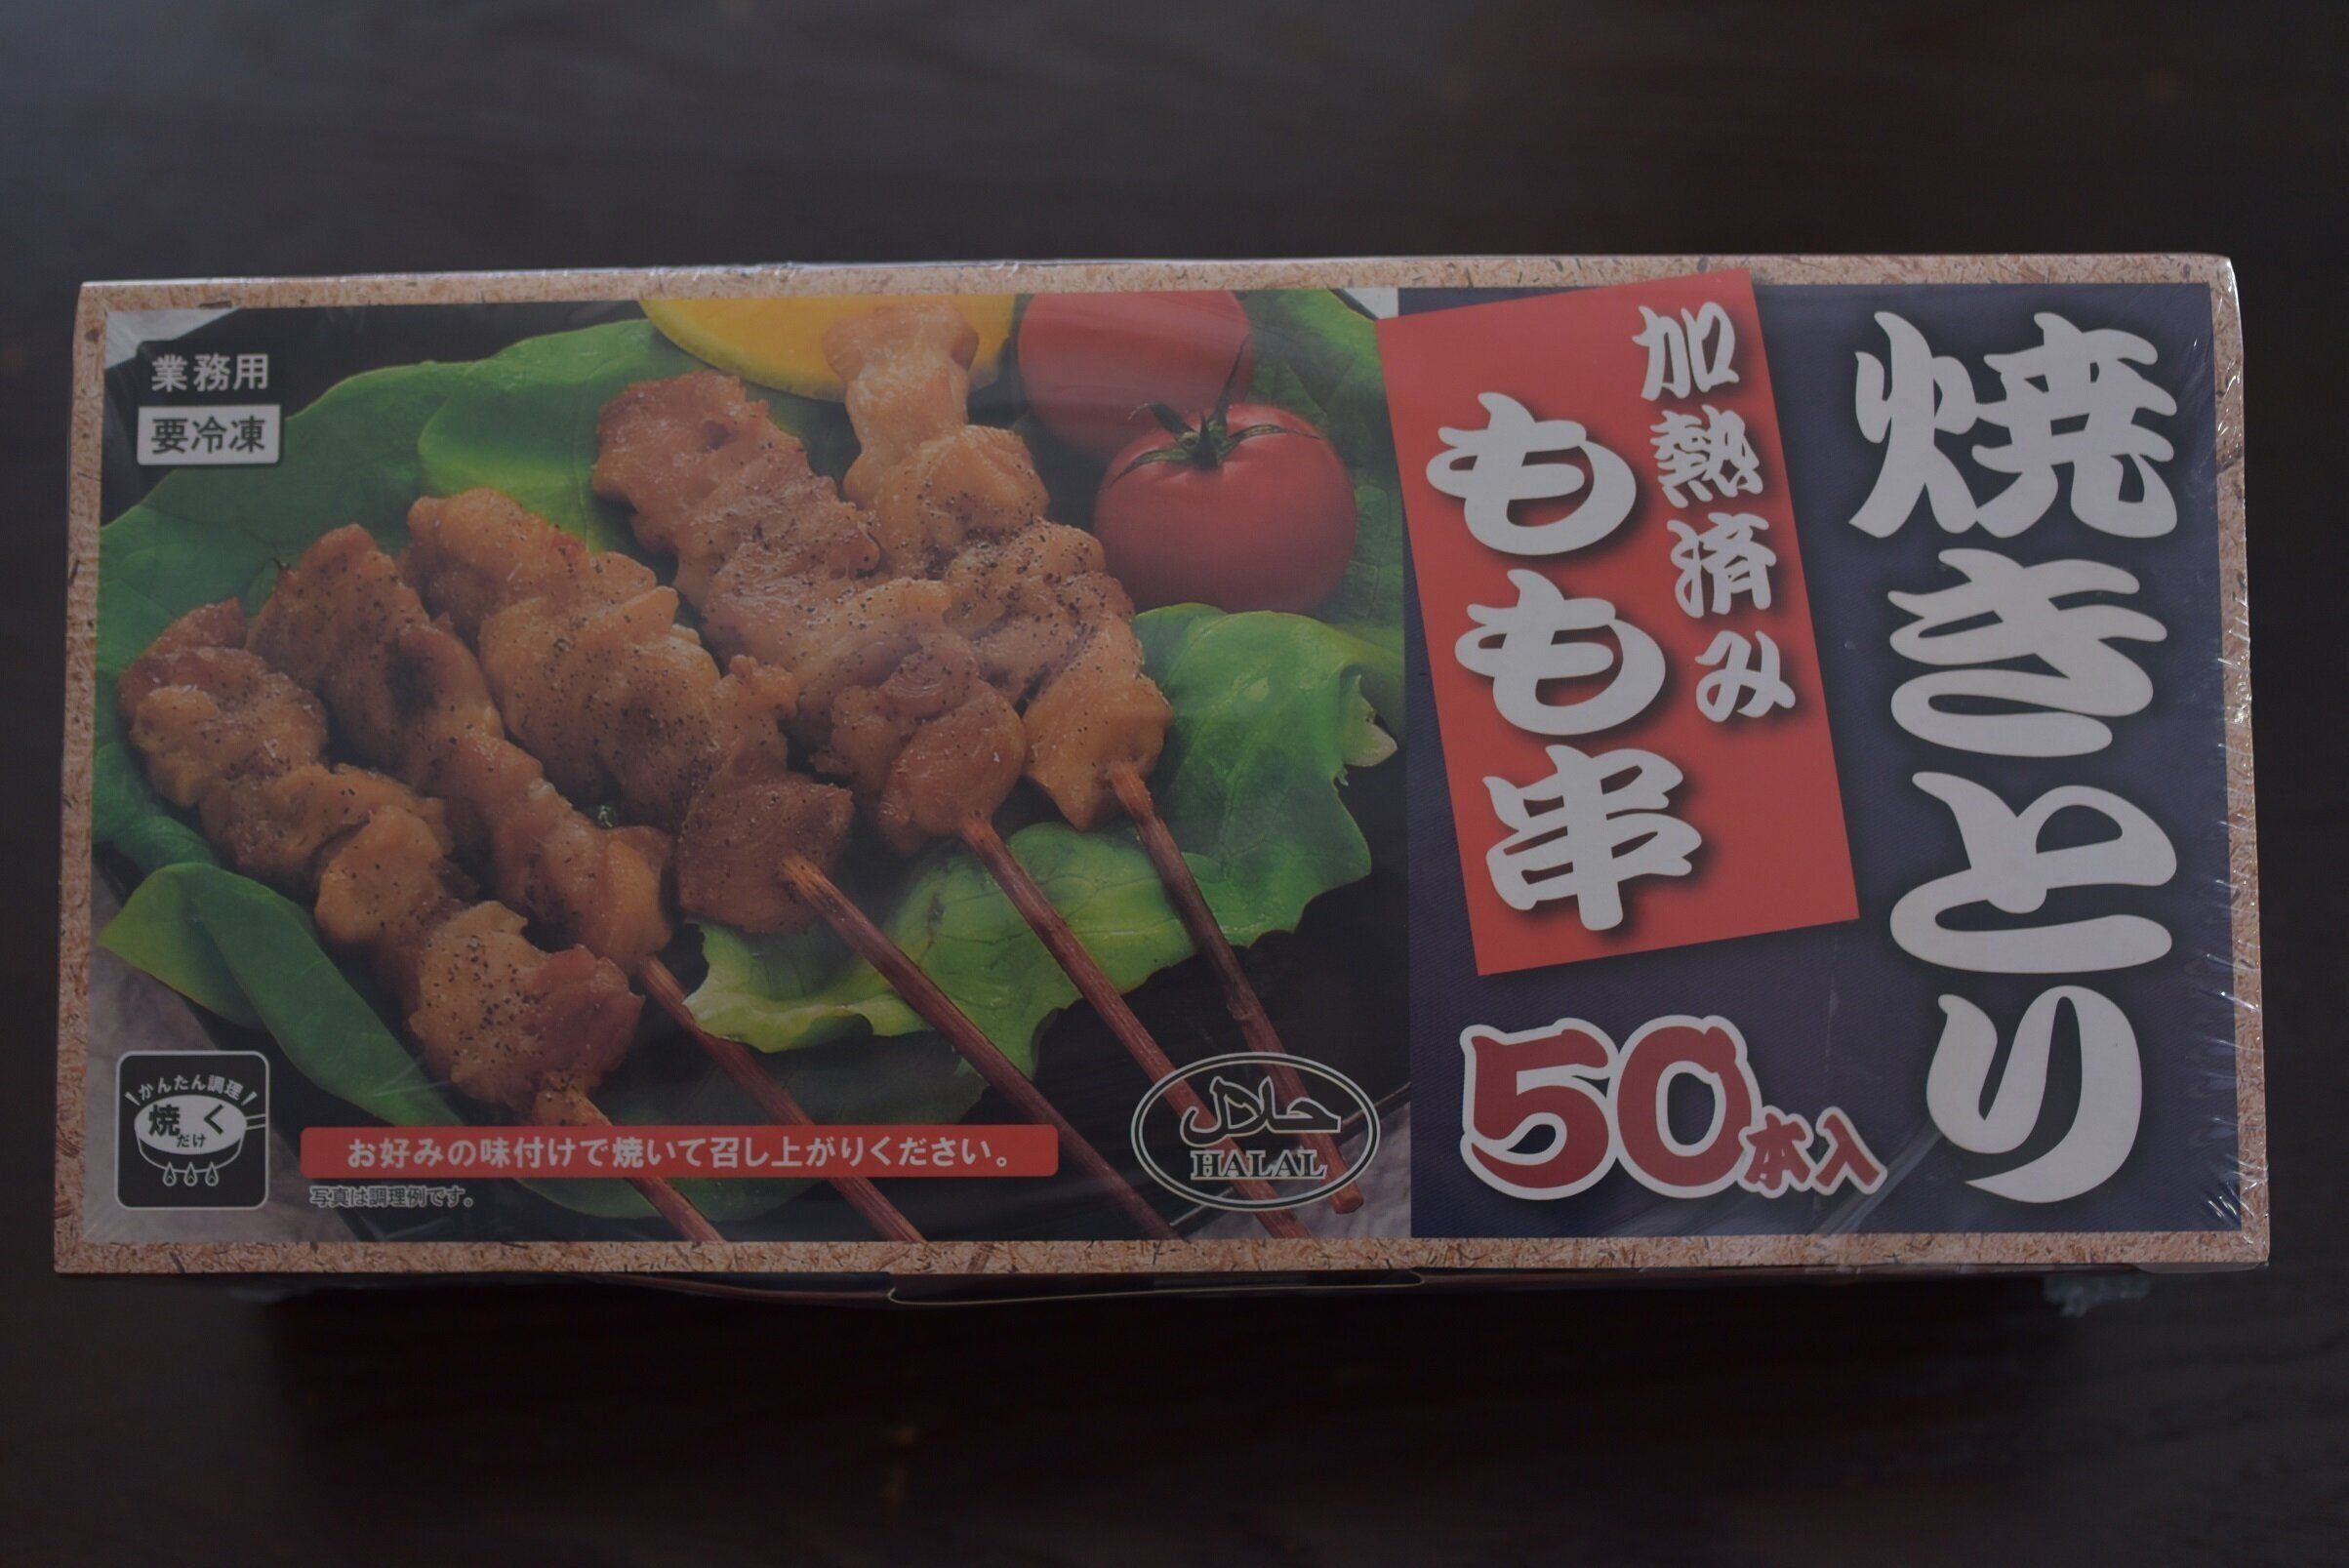 焼きとり
加熱済み
もも串
50本入
業務用
要冷凍
かんたん調理
焼く
だけ
お好みの味付けで焼いて召し上がりください。
写真は調理例です。
حلال
HALAL